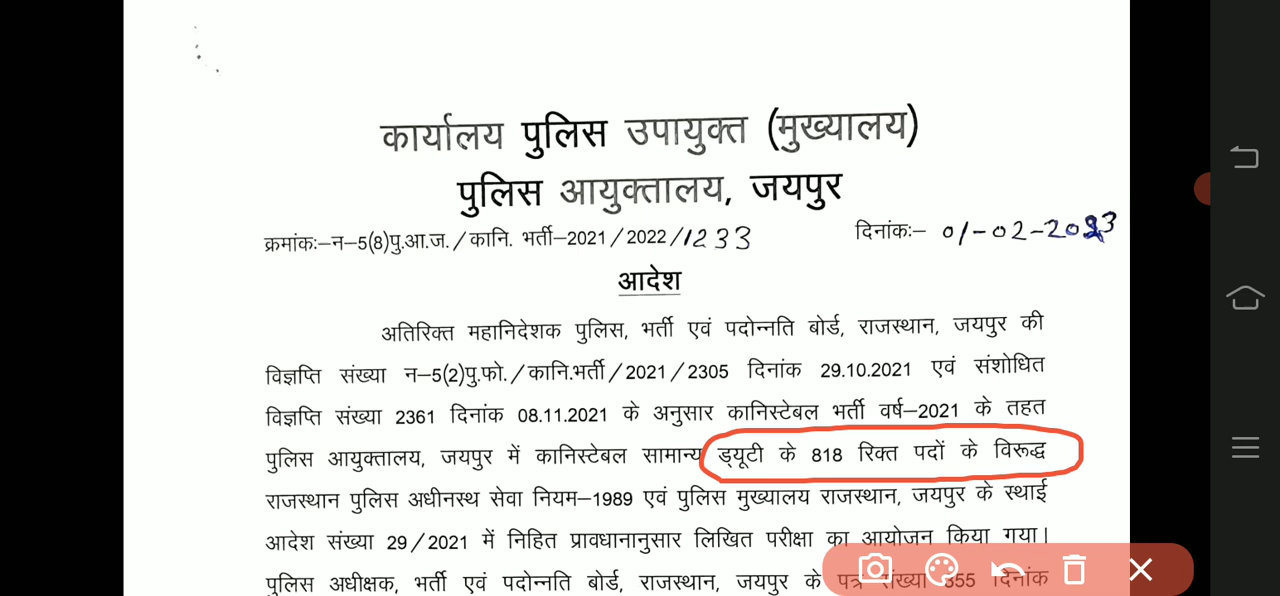 कार्यालय पुलिस उपायुक्त (मुख्यालय)
पुलिस आयुक्तालय, जयपुर
क्रमांकः–न–5(8)पु.आ.ज./कानि. भर्ती–2021/2022/1233 दिनांकः– 01-02-2023
आदेश
अतिरिक्त महानिदेशक पुलिस, भर्ती एवं पदोन्नति बोर्ड, राजस्थान, जयपुर की
विज्ञप्ति संख्या न–5(2)पु.फो./कानि.भर्ती/2021/2305 दिनांक 29.10.2021 एवं संशोधित
विज्ञप्ति संख्या 2361 दिनांक 08.11.2021 के अनुसार कानिस्टेबल भर्ती वर्ष–2021 के तहत
पुलिस आयुक्तालय, जयपुर में कानिस्टेबल सामान्य ड्यूटी के 818 रिक्त पदों के विरूद्ध
राजस्थान पुलिस अधीनस्थ सेवा नियम–1989 एवं पुलिस मुख्यालय राजस्थान, जयपुर के स्थाई
आदेश संख्या 29/2021 में निहित प्रावधानानुसार लिखित परीक्षा का आयोजन किया गया।
पुलिस अधीक्षक, भर्ती एवं पदोन्नति बोर्ड, राजस्थान, जयपुर के पत्र संख्या 355 दिनांक